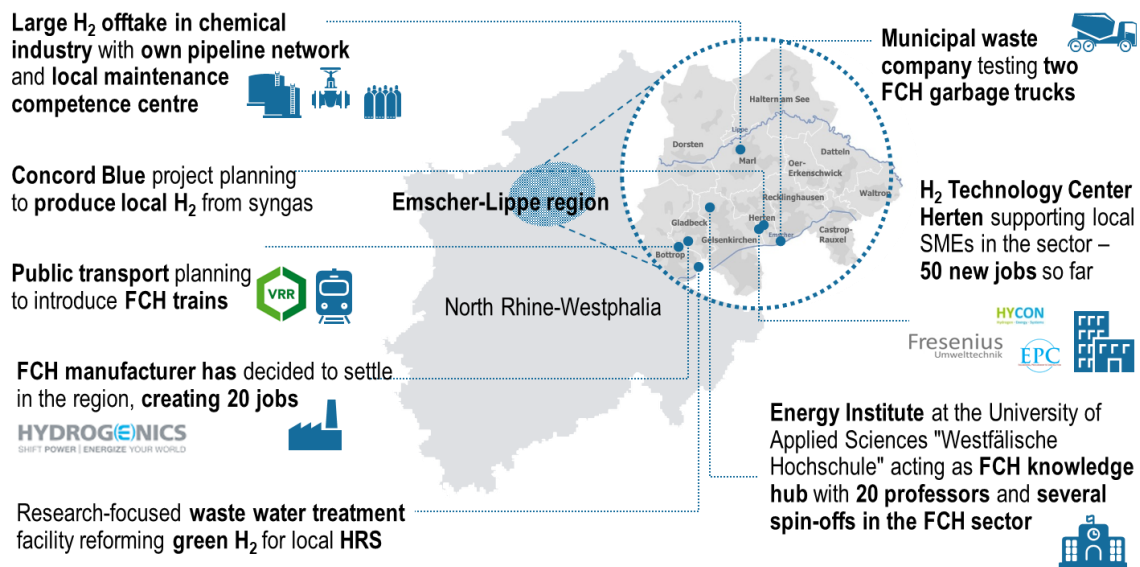 Large H₂ offtake in chemical
industry with own pipeline network
and local maintenance
competence centre
Concord Blue project planning
to produce local H₂ from syngas
Public transport planning
to introduce FCH trains
VRR
FCH manufacturer has decided to settle
in the region, creating 20 jobs
HYDROGENICS
SHIFT POWER | ENERGIZE YOUR WORLD
Research-focused waste water treatment
facility reforming green H₂ for local HRS
Emscher-Lippe region
North Rhine-Westphalia
Haltern am See
Lippe
Dorsten
Marl
Datteln
Oer-
Erkenschwick
Waltrop
Recklinghausen
Gladbeck
Herten
Gelsenkirchen
Emscher
Castrop-
Rauxel
Bottrop
Municipal waste
company testing two
FCH garbage trucks
H₂ Technology Center
Herten supporting local
SMEs in the sector –
50 new jobs so far
HYCON
Fresenius
Umwelttechnik
EPC
Energy Institute at the University of
Applied Sciences "Westfälische
Hochschule" acting as FCH knowledge
hub with 20 professors and several
spin-offs in the FCH sector